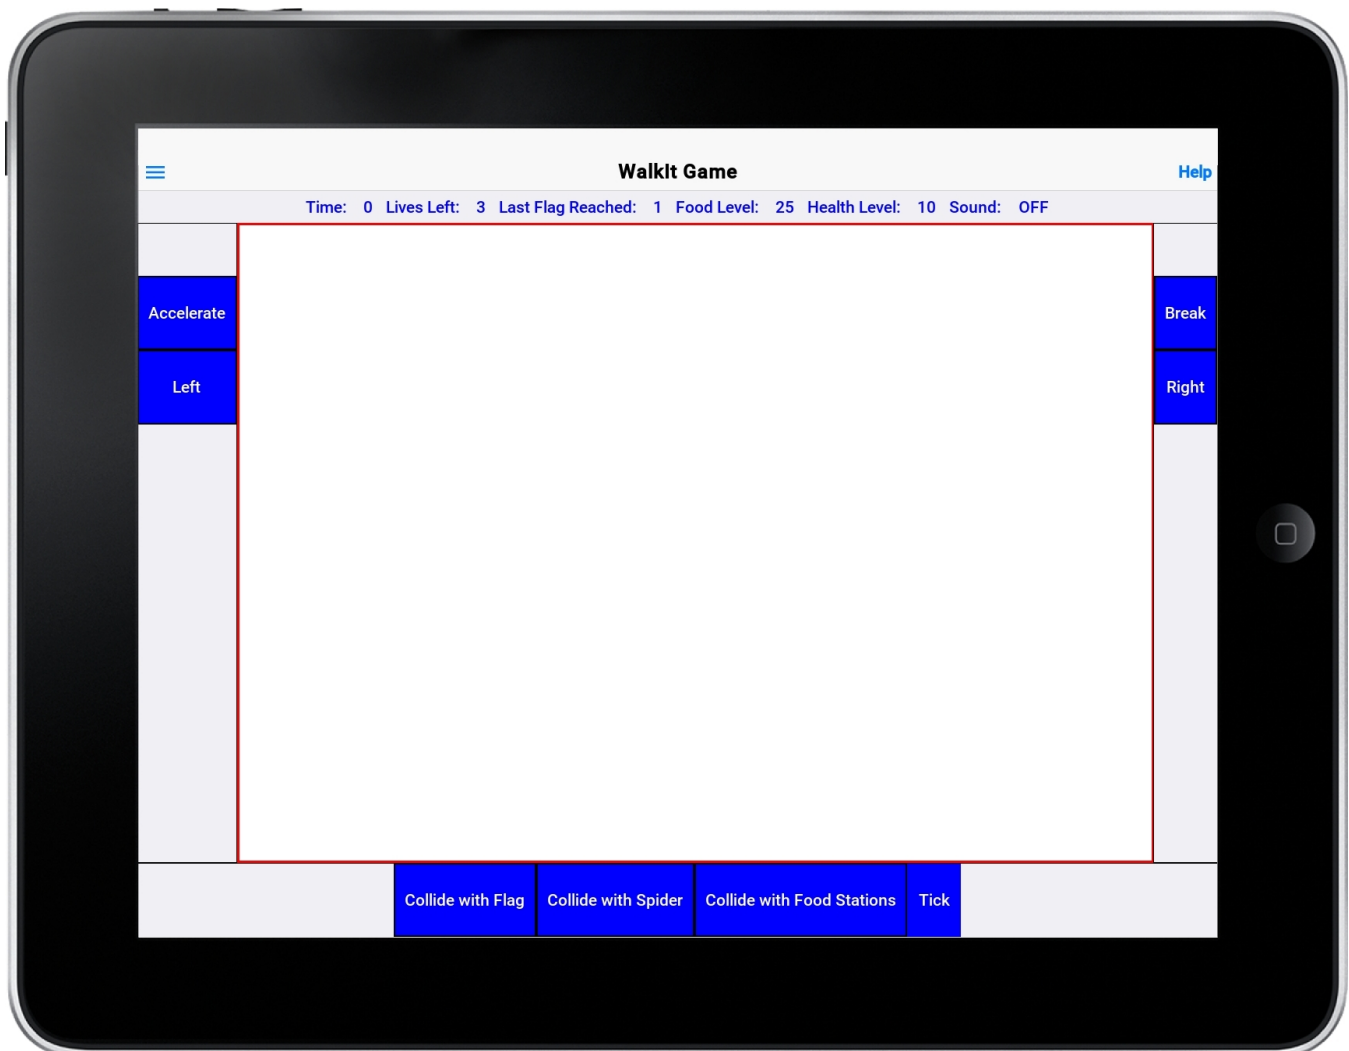 WalkIt Game
Help
Time: 0 Lives Left: 3 Last Flag Reached: 1 Food Level: 25 Health Level: 10 Sound: OFF
Accelerate
Break
Left
Right
Collide with Flag Collide with Spider Collide with Food Stations Tick